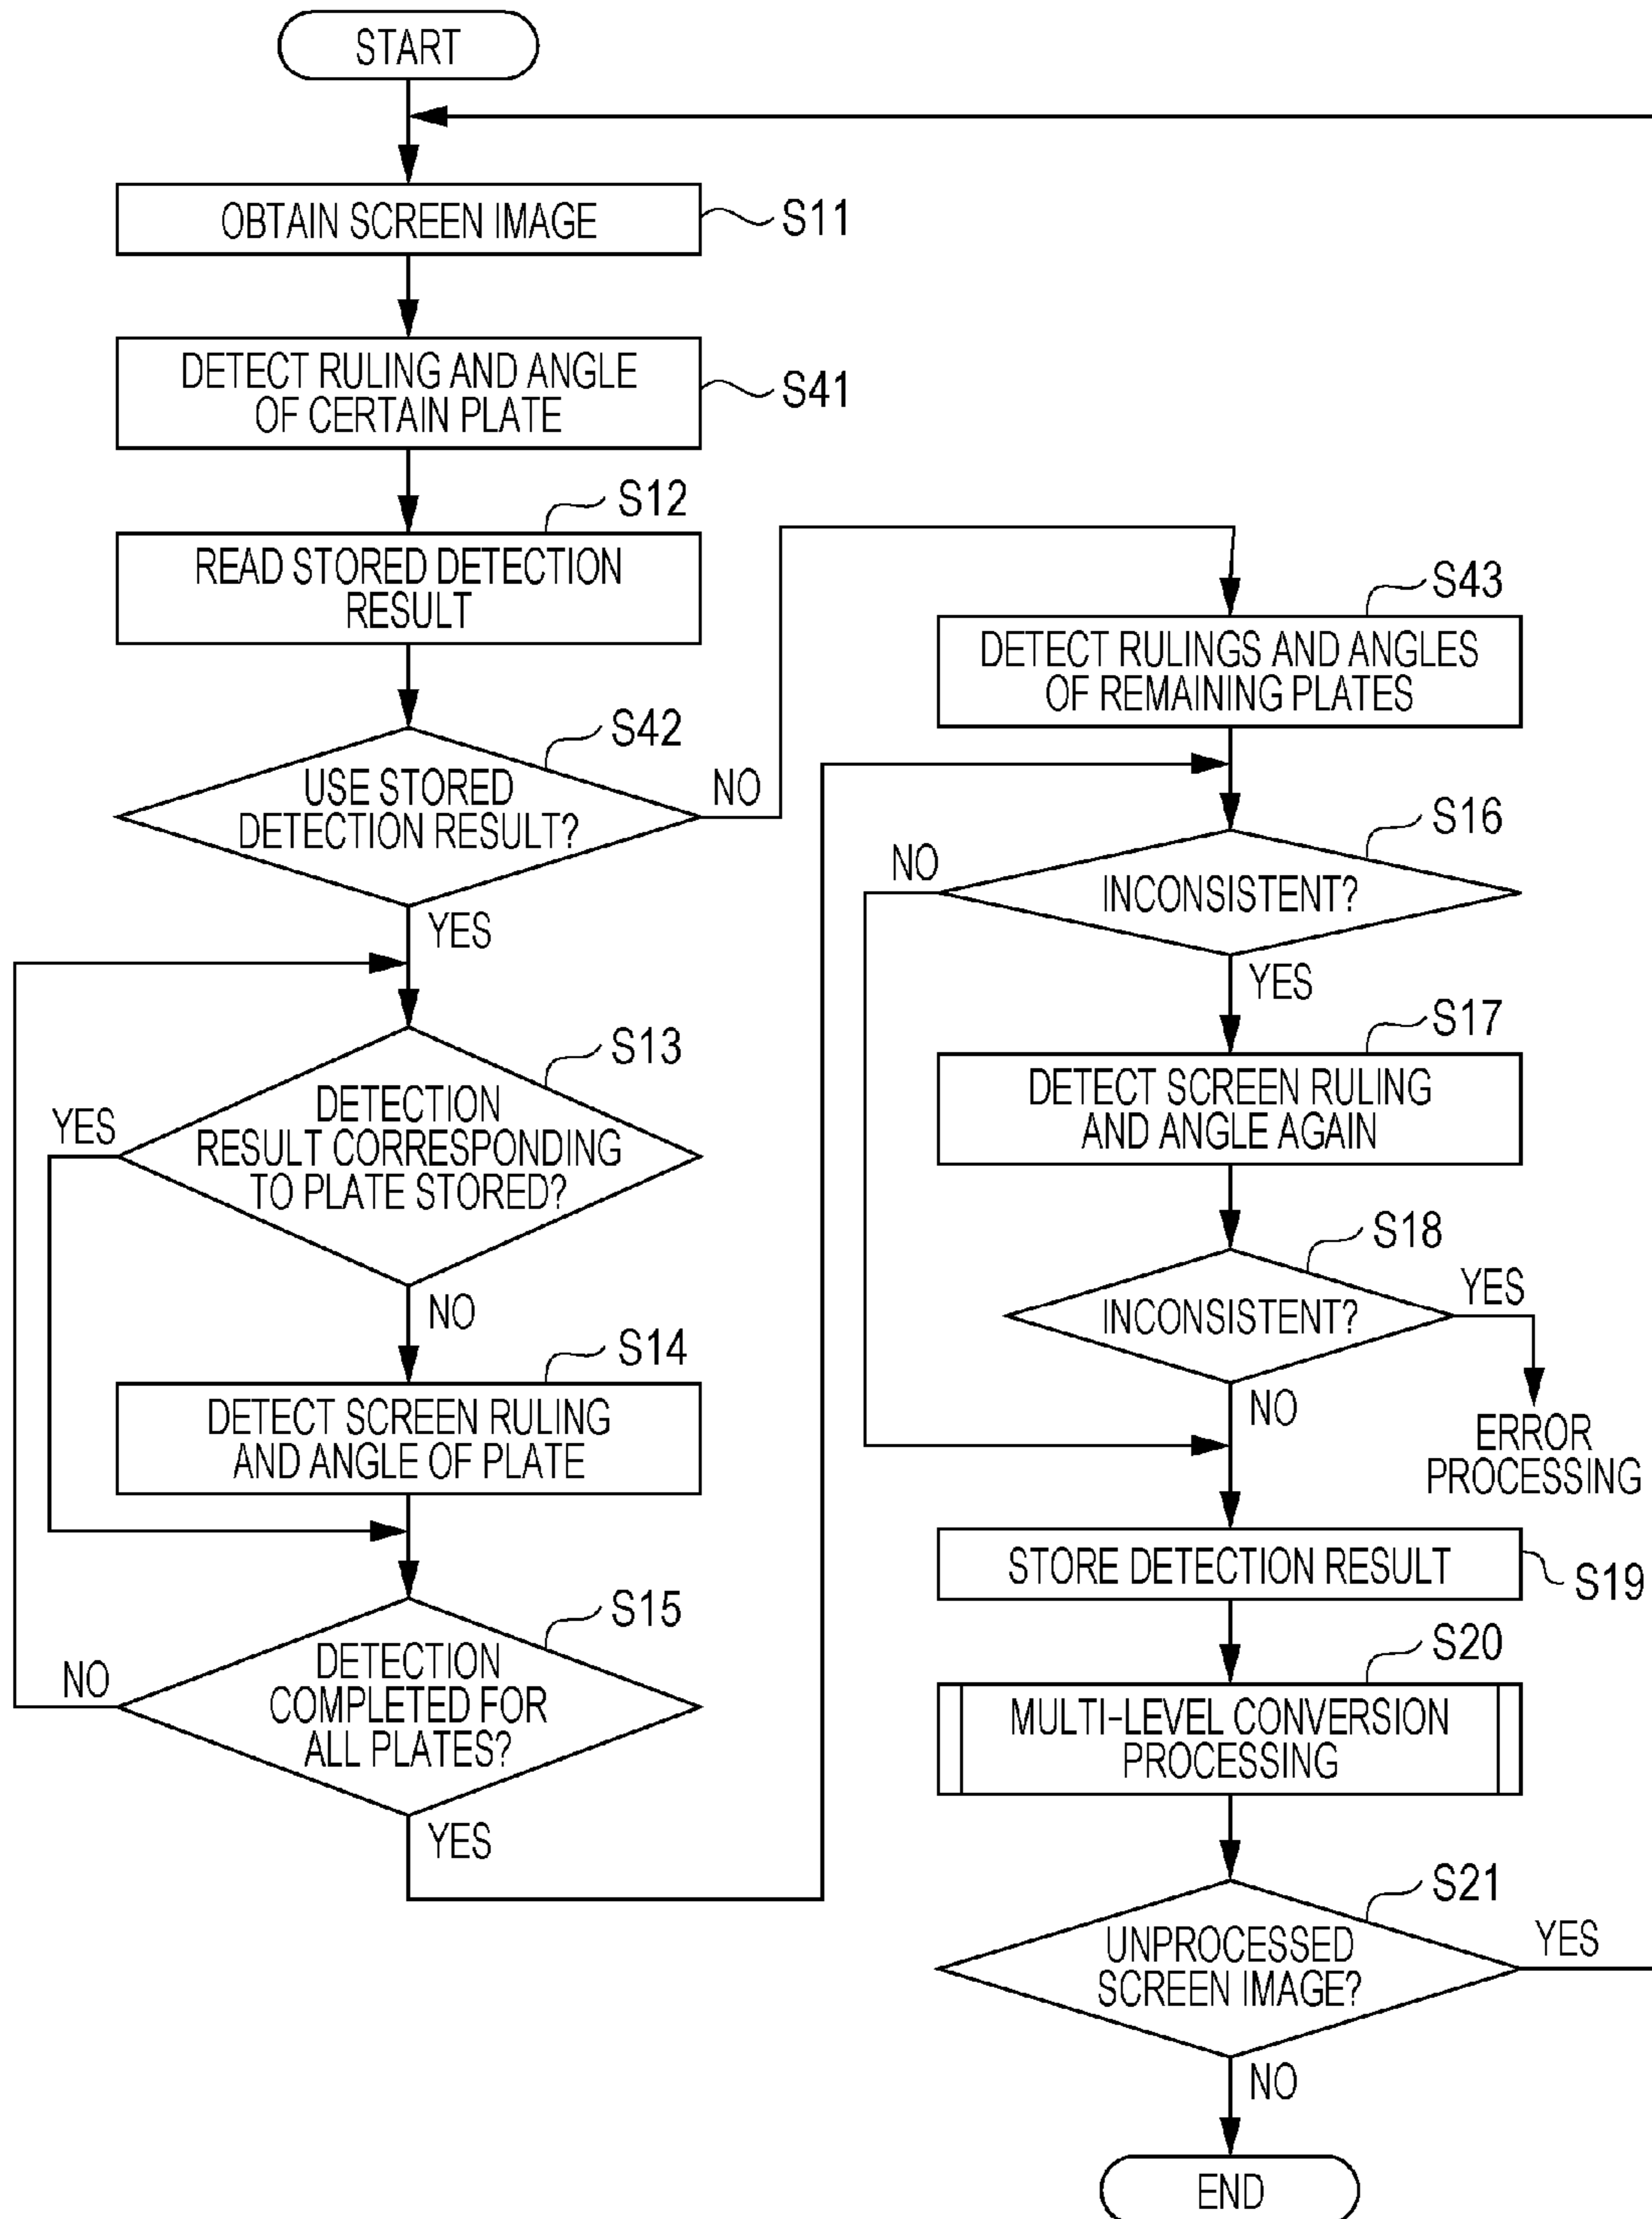 START
OBTAIN SCREEN IMAGE
S11
DETECT RULING AND ANGLE
OF CERTAIN PLATE
S41
S12
READ STORED DETECTION
RESULT
S42
USE STORED
DETECTION RESULT?
NO
YES
S13
DETECTION
RESULT CORRESPONDING
TO PLATE STORED?
YES
NO
S14
DETECT SCREEN RULING
AND ANGLE OF PLATE
S15
DETECTION
COMPLETED FOR
ALL PLATES?
NO
YES
S43
DETECT RULINGS AND ANGLES
OF REMAINING PLATES
S16
NO
INCONSISTENT?
YES
S17
DETECT SCREEN RULING
AND ANGLE AGAIN
S18
INCONSISTENT?
YES
NO
ERROR
PROCESSING
STORE DETECTION RESULT
S19
S20
MULTI-LEVEL CONVERSION
PROCESSING
S21
UNPROCESSED
SCREEN IMAGE?
YES
NO
END